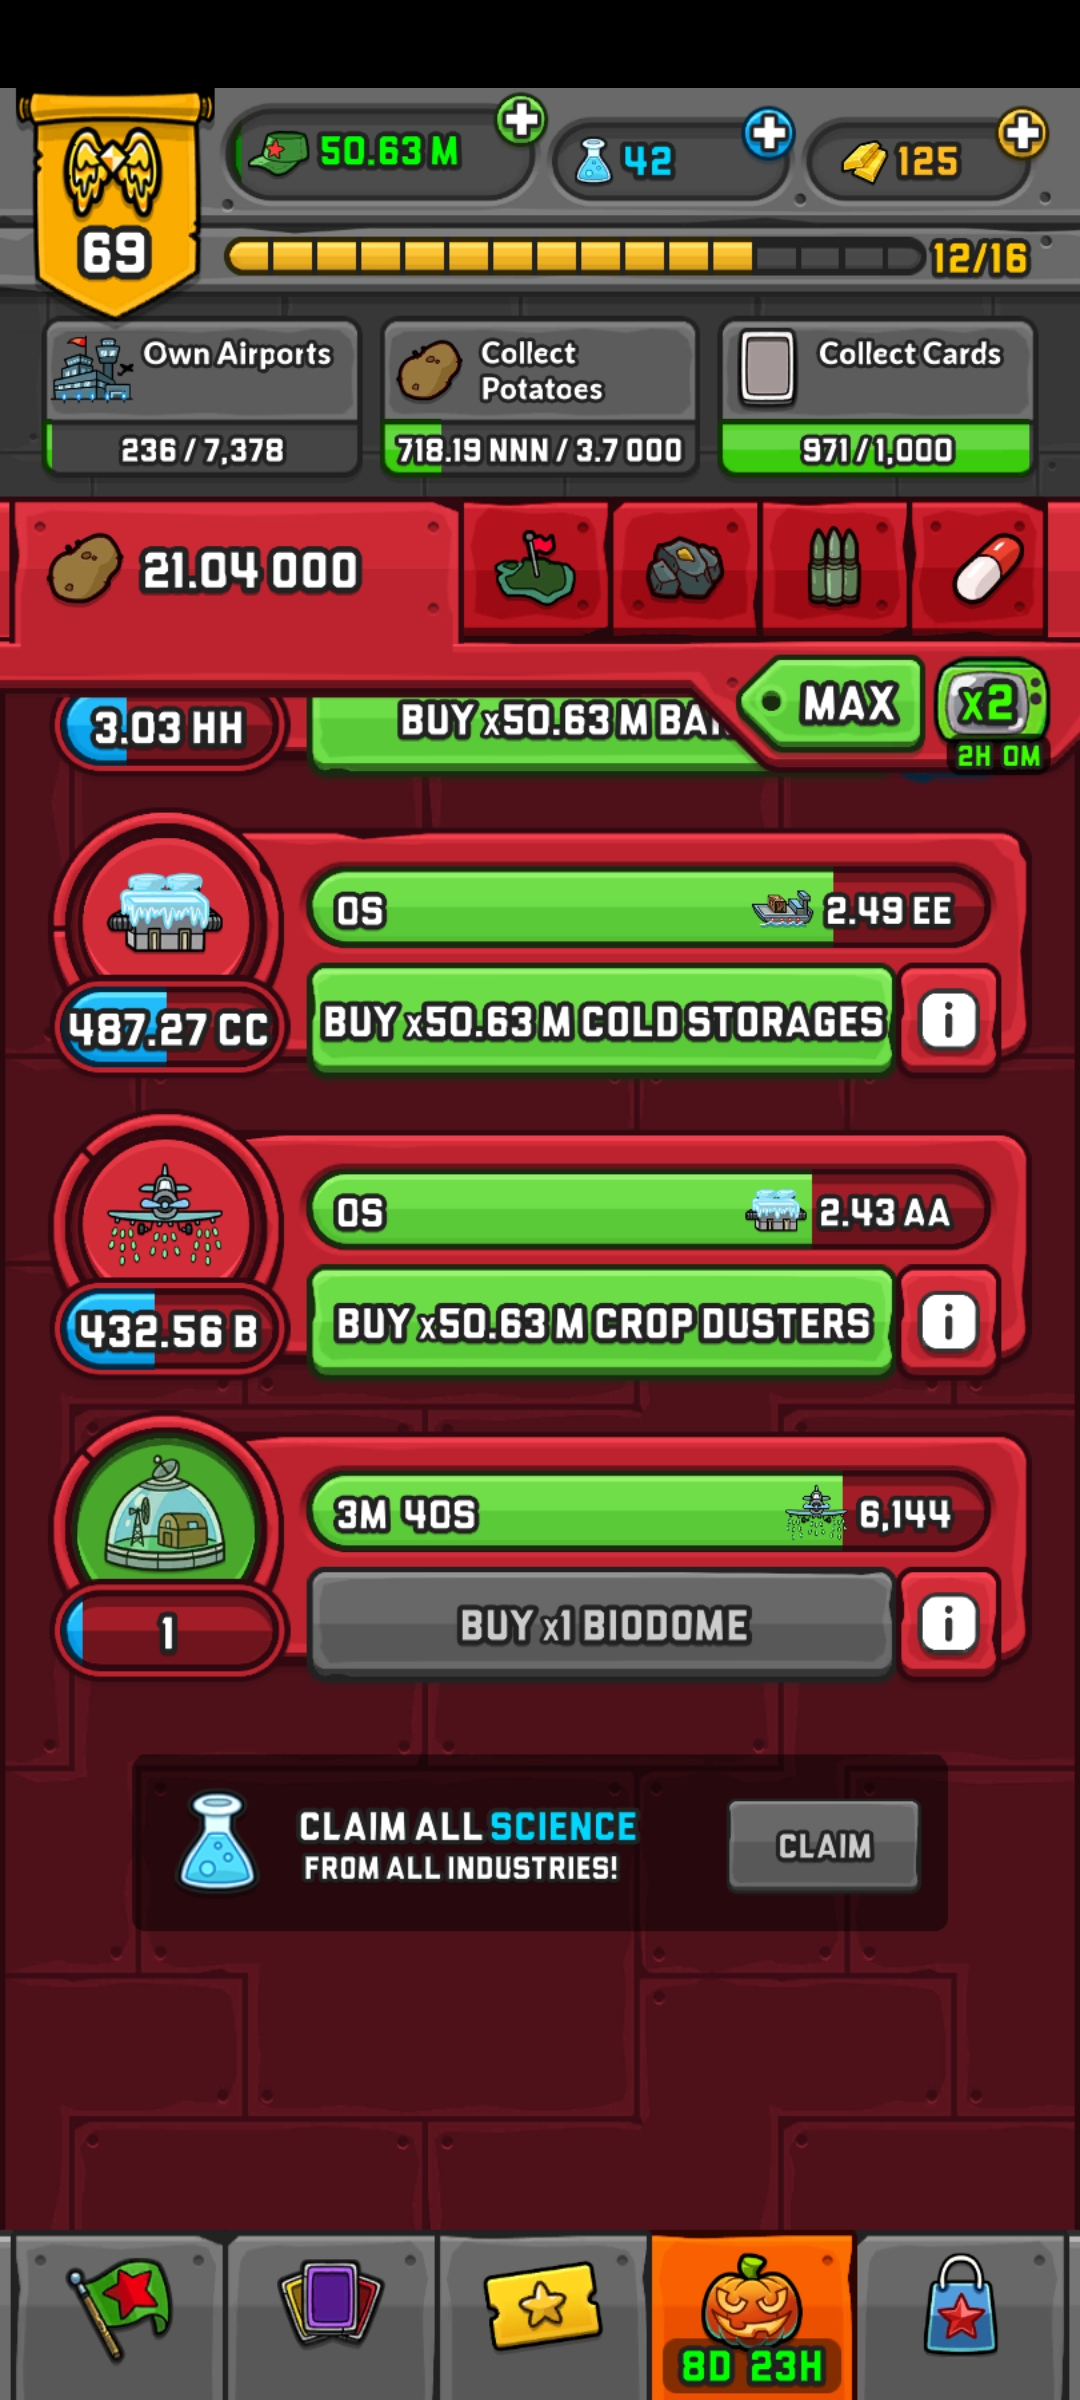 50.63 M
42
125
69
12/16
Own Airports
236 / 7,378
Collect
Potatoes
718.19 NNN / 3.7 OOO
Collect Cards
971 / 1,000
21.04 OOO
MAX
x2
2H 0M
3.03 HH
BUY x50.63 M
0S
2.49 EE
487.27 CC
BUY x50.63 M COLD STORAGES
i
0S
2.43 AA
432.56 B
BUY x50.63 M CROP DUSTERS
i
3M 40S
6,144
1
BUY x1 BIODOME
i
CLAIM ALL SCIENCE
FROM ALL INDUSTRIES!
CLAIM
8D 23H